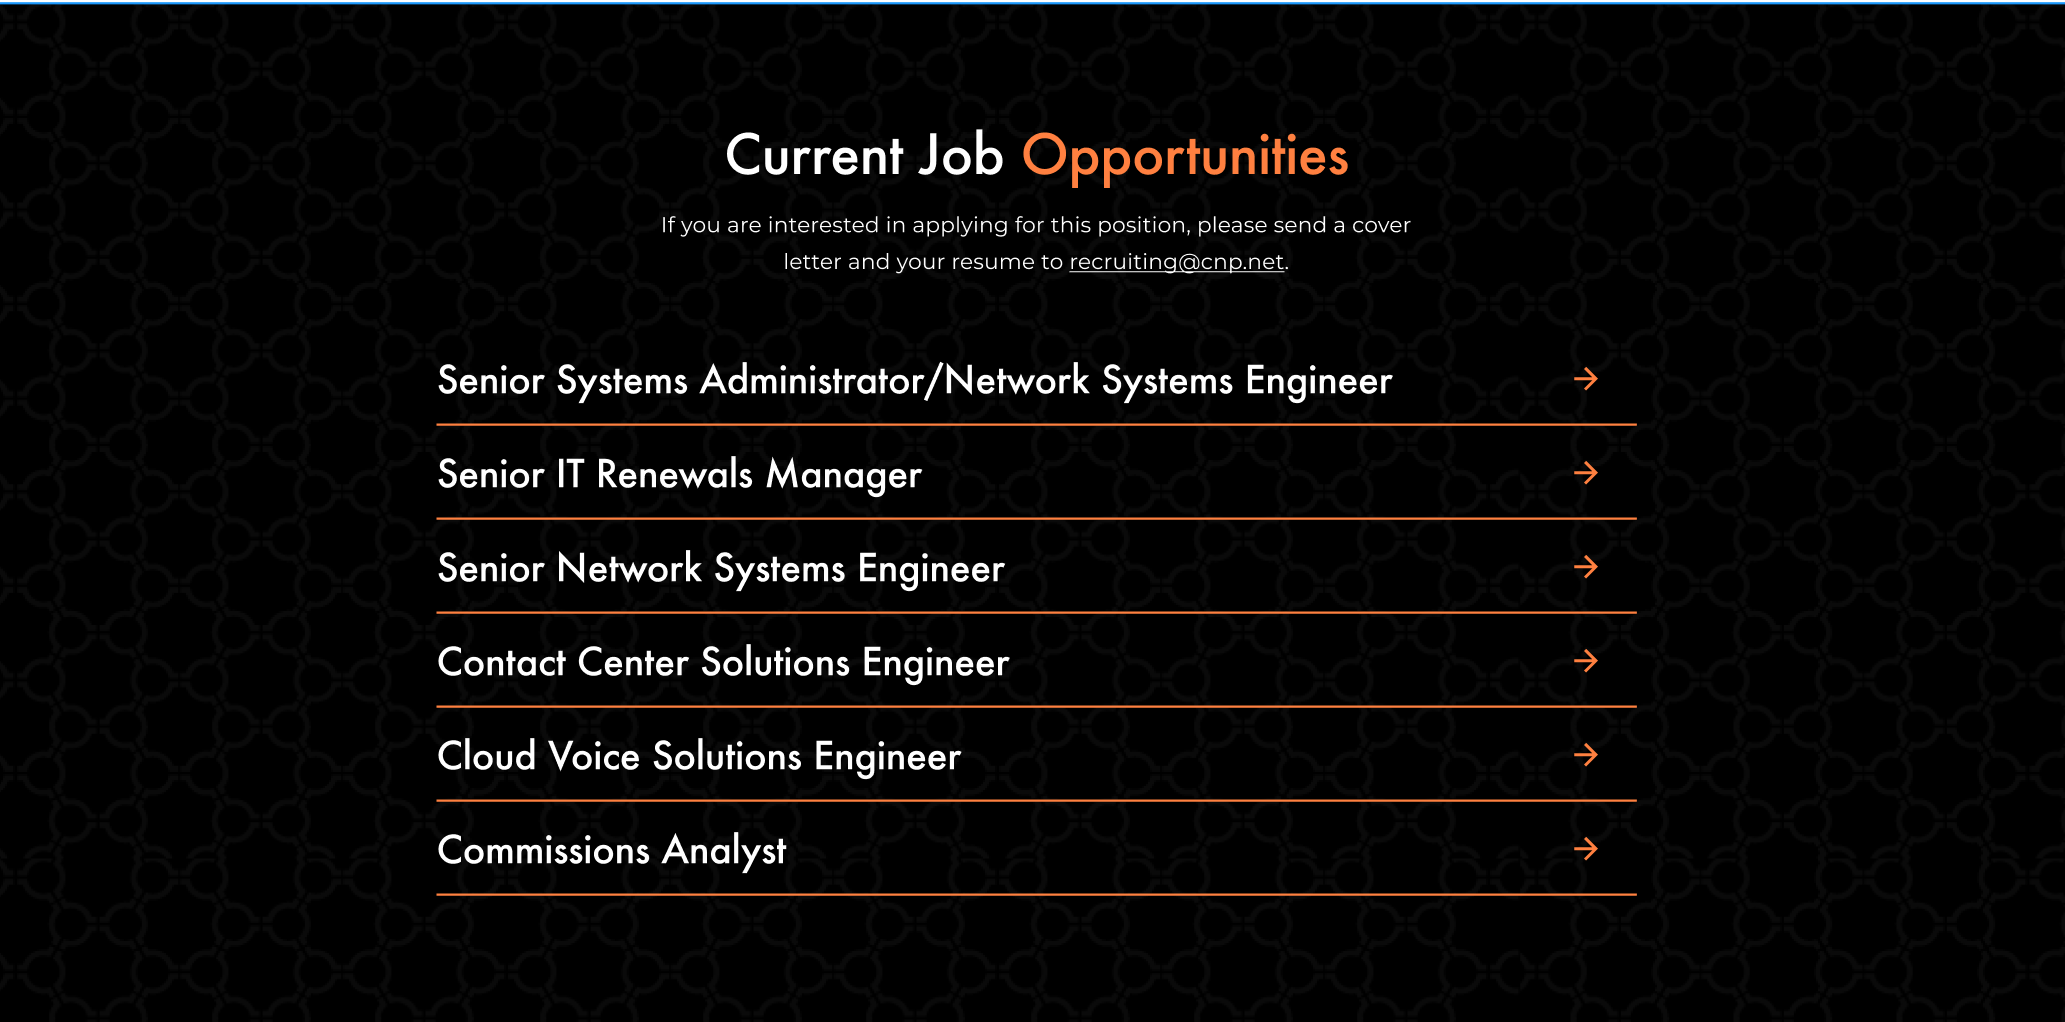 Current Job Opportunities
If you are interested in applying for this position, please send a cover
letter and your resume to recruiting@cnp.net.
Senior Systems Administrator/Network Systems Engineer
Senior IT Renewals Manager
Senior Network Systems Engineer
Contact Center Solutions Engineer
Cloud Voice Solutions Engineer
Commissions Analyst